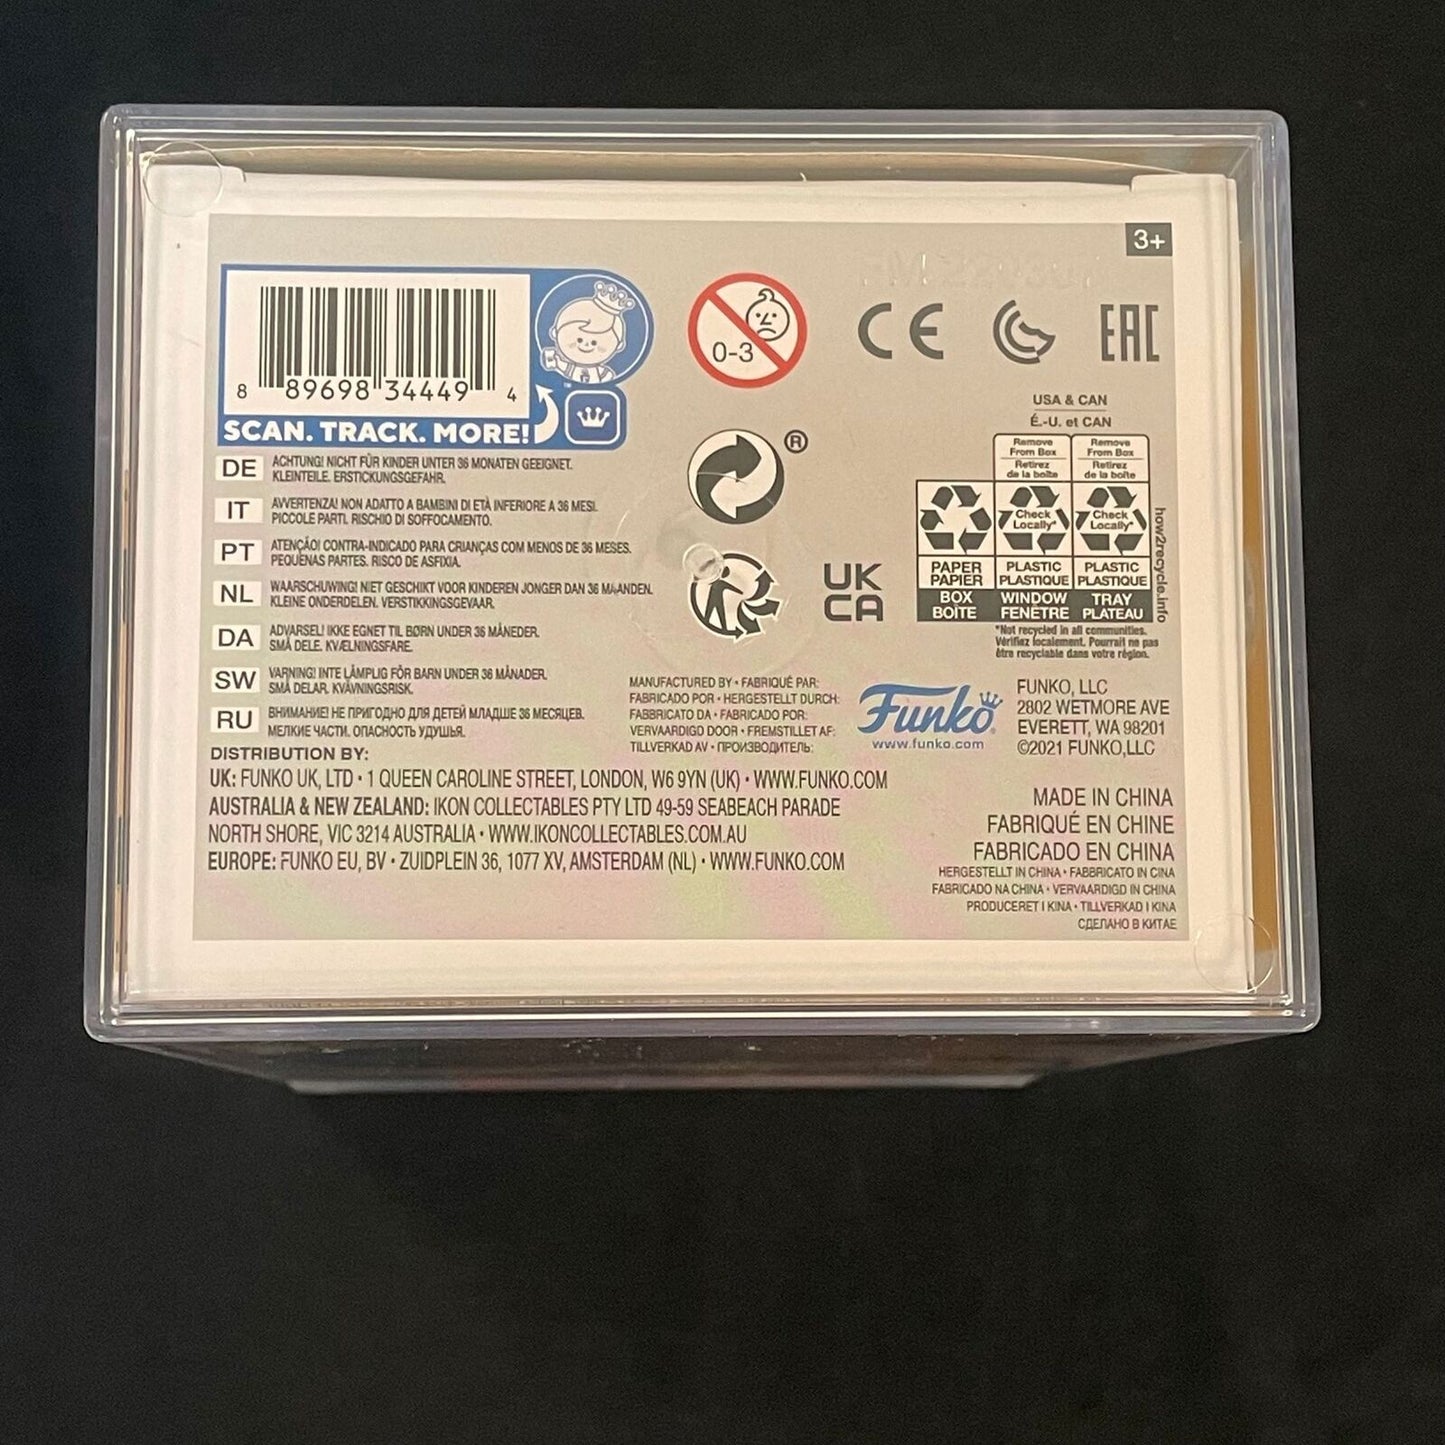 3+
8 89698 34449 4
SCAN. TRACK. MORE!
0-3
CE
EAC
®
USA & CAN
É.-U. et CAN
Remove From Box Retirez de la boîte
Remove From Box Retirez de la boîte
Check Locally*
Check Locally*
PAPER PAPIER
PLASTIC PLASTIQUE
PLASTIC PLASTIQUE
BOX BOÎTE
WINDOW FENÊTRE
TRAY PLATEAU
how2recycle.info
*Not recycled in all communities.
Vérifiez localement. Pourrait ne pas
être recyclable dans votre région.
UK
CA
DE ACHTUNG! NICHT FÜR KINDER UNTER 36 MONATEN GEEIGNET.
KLEINTEILE. ERSTICKUNGSGEFAHR.
IT AVVERTENZA! NON ADATTO A BAMBINI DI ETÀ INFERIORE A 36 MESI.
PICCOLE PARTI. RISCHIO DI SOFFOCAMENTO.
PT ATENÇÃO! CONTRA-INDICADO PARA CRIANÇAS COM MENOS DE 36 MESES.
PEQUENAS PARTES. RISCO DE ASFIXIA.
NL WAARSCHUWING! NIET GESCHIKT VOOR KINDEREN JONGER DAN 36 MAANDEN.
KLEINE ONDERDELEN. VERSTIKKINGSGEVAAR.
DA ADVARSEL! IKKE EGNET TIL BØRN UNDER 36 MÅNEDER.
SMÅ DELE. KVÆLNINGSFARE.
SW VARNING! INTE LÄMPLIG FÖR BARN UNDER 36 MÅNADER.
SMÅ DELAR. KVÄVNINGSRISK.
RU ВНИМАНИЕ! НЕ ПРИГОДНО ДЛЯ ДЕТЕЙ МЛАДШЕ 36 МЕСЯЦЕВ.
МЕЛКИЕ ЧАСТИ. ОПАСНОСТЬ УДУШЬЯ.
MANUFACTURED BY • FABRIQUÉ PAR:
FABRICADO POR • HERGESTELLT DURCH:
FABBRICATO DA • FABRICADO POR:
VERVAARDIGD DOOR • FREMSTILLET AF:
TILLVERKAD AV • ПРОИЗВОДИТЕЛЬ:
Funko®
www.funko.com
FUNKO, LLC
2802 WETMORE AVE
EVERETT, WA 98201
©2021 FUNKO,LLC
DISTRIBUTION BY:
UK: FUNKO UK, LTD • 1 QUEEN CAROLINE STREET, LONDON, W6 9YN (UK) • WWW.FUNKO.COM
AUSTRALIA & NEW ZEALAND: IKON COLLECTABLES PTY LTD 49-59 SEABEACH PARADE
NORTH SHORE, VIC 3214 AUSTRALIA • WWW.IKONCOLLECTABLES.COM.AU
EUROPE: FUNKO EU, BV • ZUIDPLEIN 36, 1077 XV, AMSTERDAM (NL) • WWW.FUNKO.COM
MADE IN CHINA
FABRIQUÉ EN CHINE
FABRICADO EN CHINA
HERGESTELLT IN CHINA • FABBRICATO IN CINA
FABRICADO NA CHINA • VERVAARDIGD IN CHINA
PRODUCERET I KINA • TILLVERKAD I KINA
СДЕЛАНО В КИТАЕ